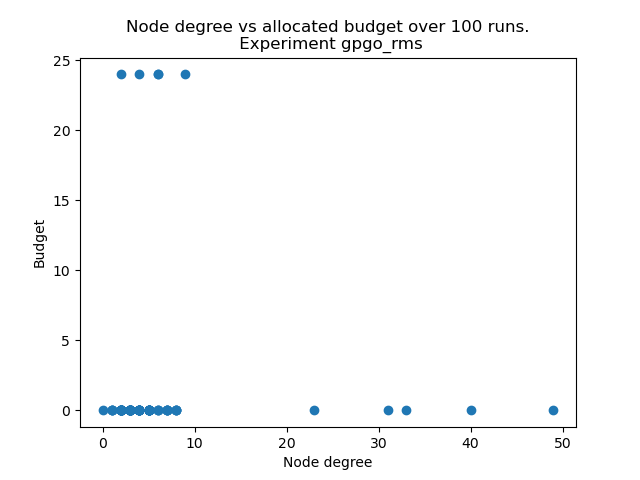 Node degree vs allocated budget over 100 runs.
Experiment gpgo_rms
25
20
15
10
5
0
Budget
0 10 20 30 40 50
Node degree